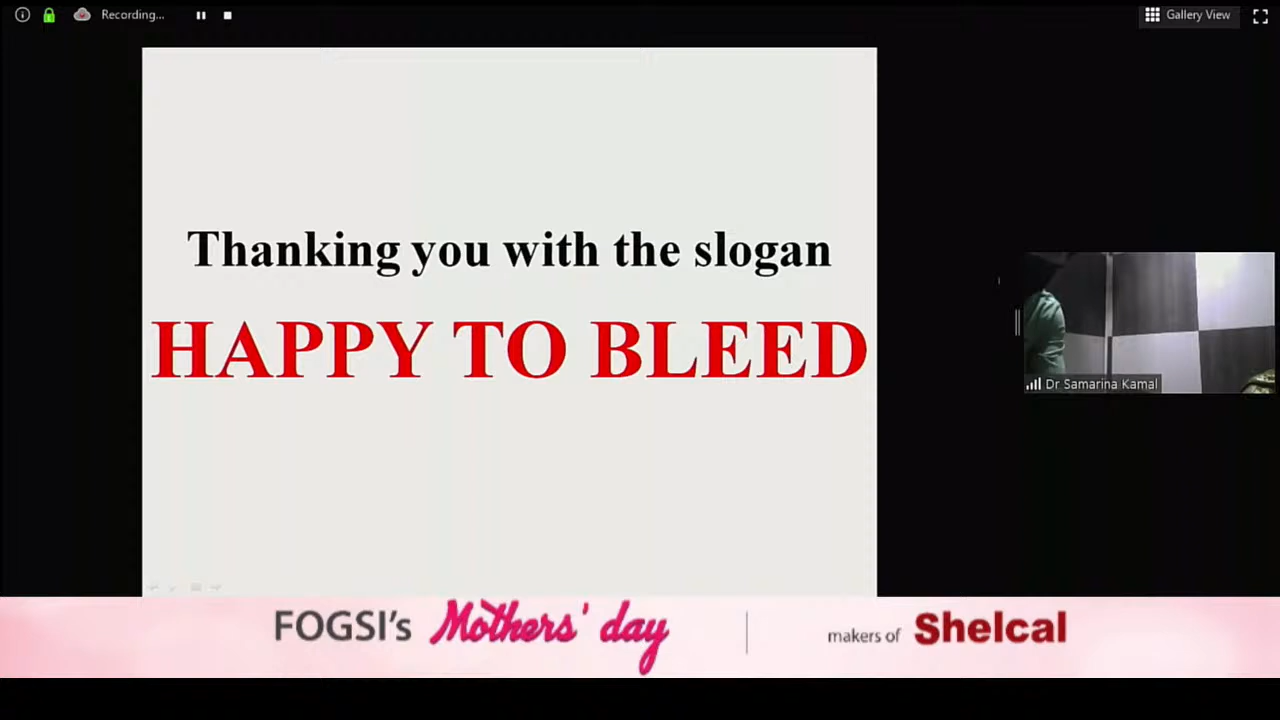 Recording...
Gallery View
Thanking you with the slogan
HAPPY TO BLEED
Dr Samarina Kamal
FOGSI's Mothers' day
makers of Shelcal